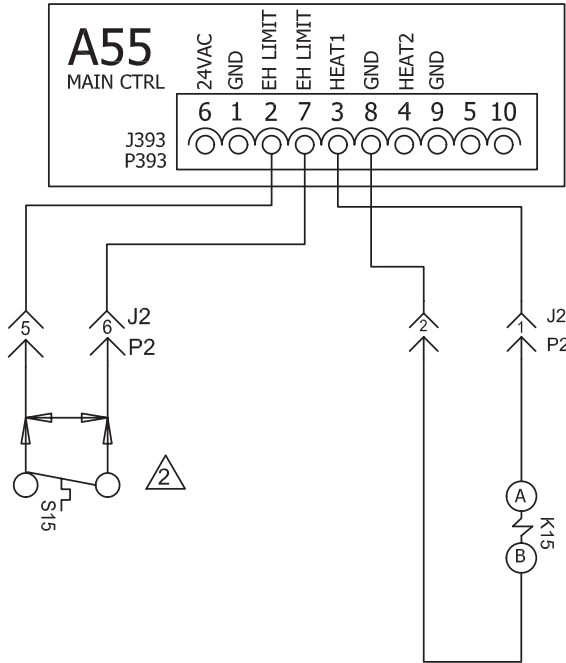 A55
MAIN CTRL
24VAC
GND
EH LIMIT
EH LIMIT
HEAT1
GND
HEAT2
GND
6 1 2 7 3 8 4 9 5 10
J393
P393
5
6
J2
P2
2
1
J2
P2
S15
2
A
B
K15